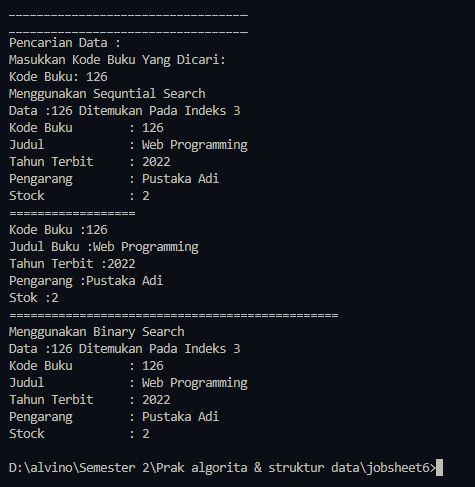 ----------------------------------
----------------------------------
Pencarian Data :
Masukkan Kode Buku Yang Dicari:
Kode Buku: 126
Menggunakan Sequntial Search
Data :126 Ditemukan Pada Indeks 3
Kode Buku        : 126
Judul            : Web Programming
Tahun Terbit     : 2022
Pengarang        : Pustaka Adi
Stock            : 2
==================
Kode Buku :126
Judul Buku :Web Programming
Tahun Terbit :2022
Pengarang :Pustaka Adi
Stok :2
===============================================
Menggunakan Binary Search
Data :126 Ditemukan Pada Indeks 3
Kode Buku        : 126
Judul            : Web Programming
Tahun Terbit     : 2022
Pengarang        : Pustaka Adi
Stock            : 2
D:\alvino\Semester 2\Prak algorita & struktur data\jobsheet6>